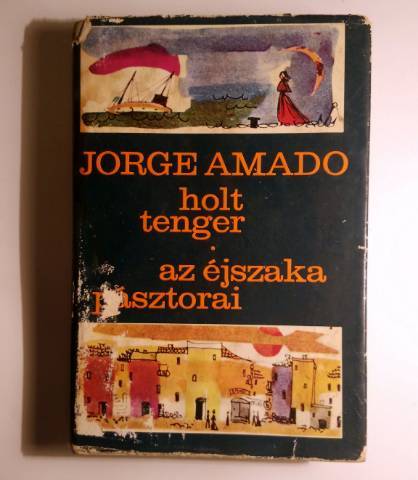 JORGE AMADO
holt
tenger
.
az éjszaka
pásztorai